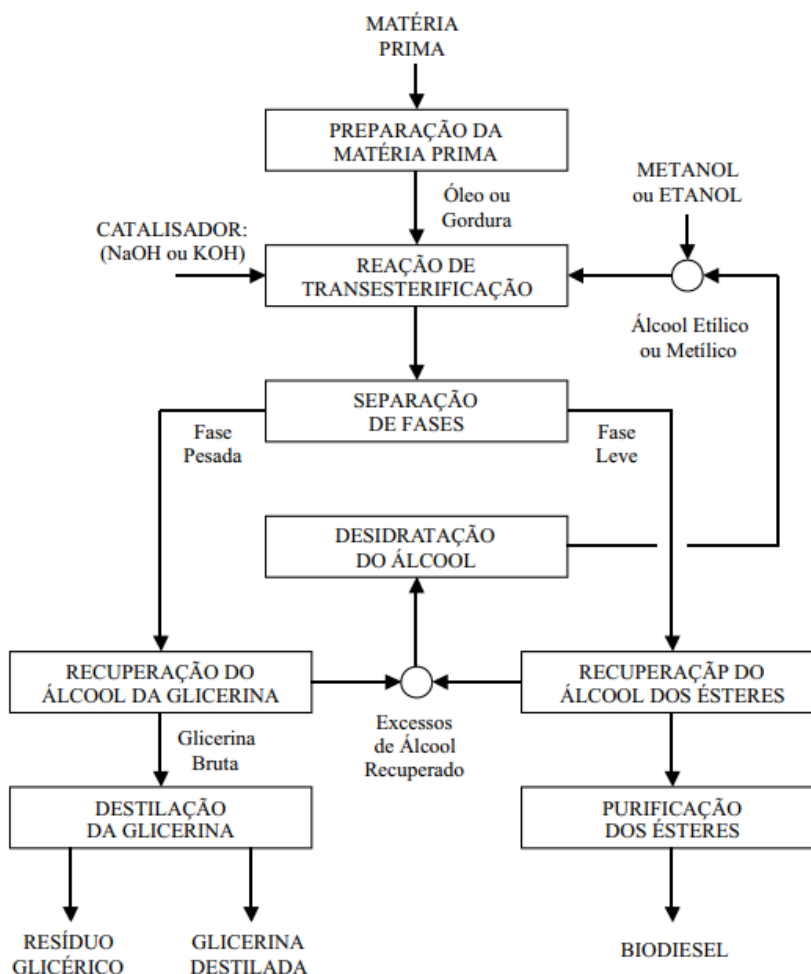 MATÉRIA
PRIMA
PREPARAÇÃO DA
MATÉRIA PRIMA
METANOL
ou ETANOL
Óleo ou
Gordura
CATALISADOR:
(NaOH ou KOH)
REAÇÃO DE
TRANSESTERIFICAÇÃO
Álcool Etílico
ou Metílico
SEPARAÇÃO
DE FASES
Fase
Pesada
Fase
Leve
DESIDRATAÇÃO
DO ÁLCOOL
RECUPERAÇÃO DO
ÁLCOOL DA GLICERINA
RECUPERAÇÃP DO
ÁLCOOL DOS ÉSTERES
Excessos
de Álcool
Recuperado
Glicerina
Bruta
DESTILAÇÃO
DA GLICERINA
PURIFICAÇÃO
DOS ÉSTERES
RESÍDUO
GLICÉRICO
GLICERINA
DESTILADA
BIODIESEL